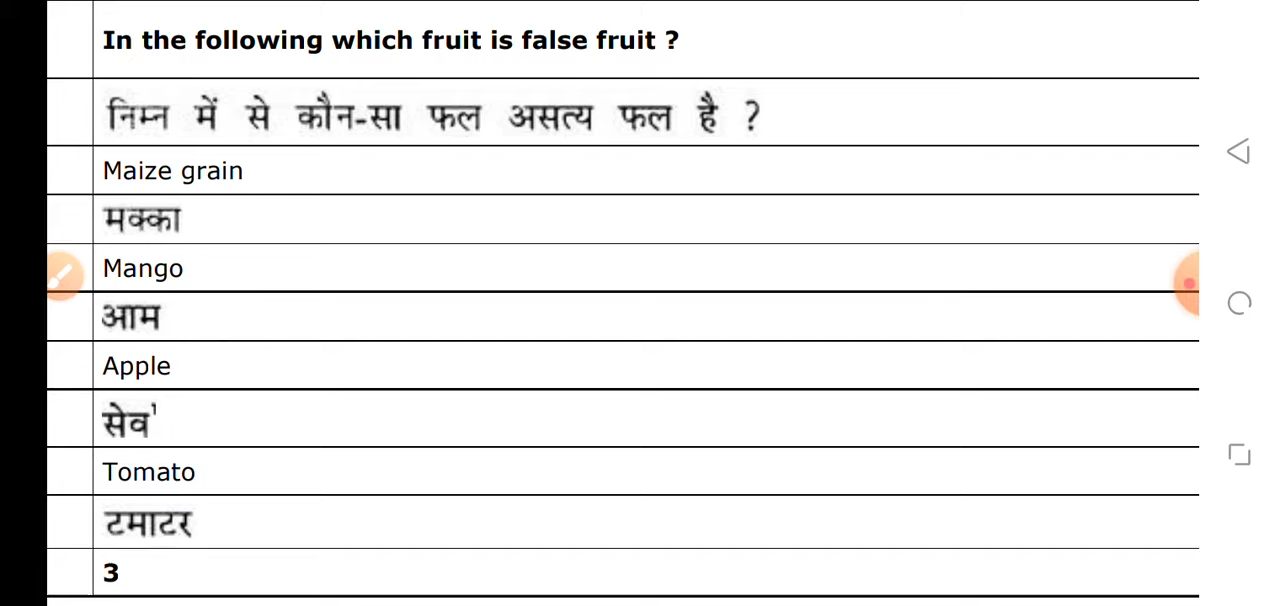 In the following which fruit is false fruit ?
निम्न में से कौन-सा फल असत्य फल है ?
Maize grain
मक्का
Mango
आम
Apple
सेव
Tomato
टमाटर
3